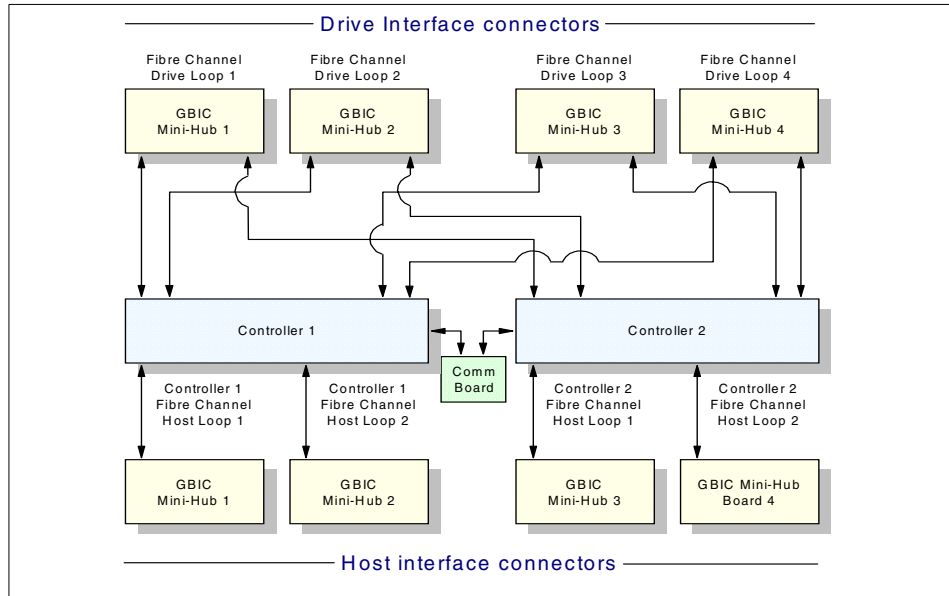 Drive Interface connectors
Fibre Channel
Drive Loop 1
Fibre Channel
Drive Loop 2
Fibre Channel
Drive Loop 3
Fibre Channel
Drive Loop 4
GBIC
Mini-Hub 1
GBIC
Mini-Hub 2
GBIC
Mini-Hub 3
GBIC
Mini-Hub 4
Controller 1
Controller 2
Comm
Board
Controller 1
Fibre Channel
Host Loop 1
Controller 1
Fibre Channel
Host Loop 2
Controller 2
Fibre Channel
Host Loop 1
Controller 2
Fibre Channel
Host Loop 2
GBIC
Mini-Hub 1
GBIC
Mini-Hub 2
GBIC
Mini-Hub 3
GBIC Mini-Hub
Board 4
Host interface connectors